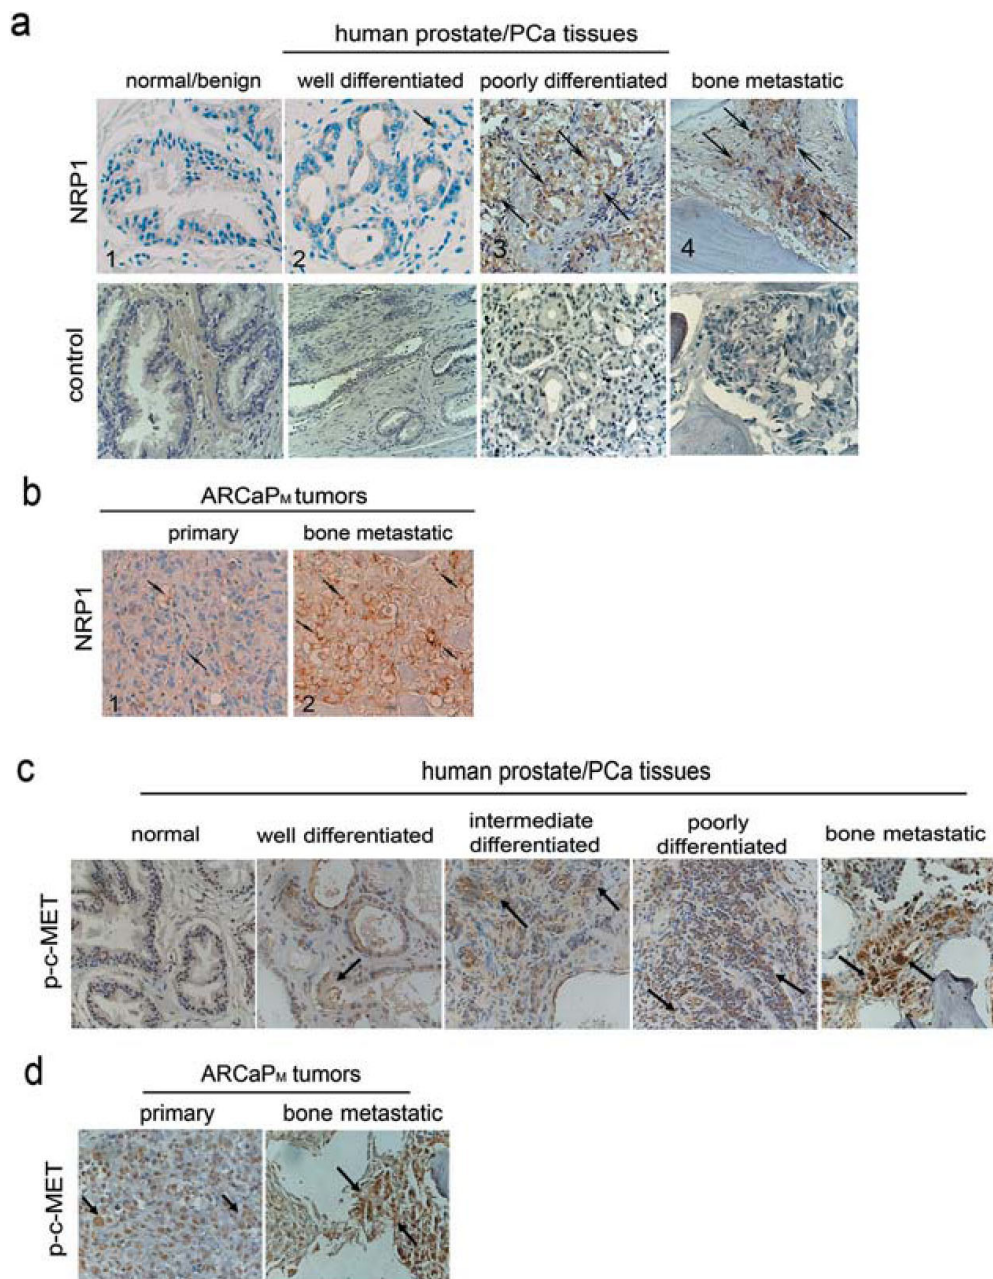 a
human prostate/PCa tissues
normal/benign well differentiated poorly differentiated bone metastatic
NRP1
1 2 3 4
control
b
ARCaPM tumors
primary bone metastatic
NRP1
1 2
c
human prostate/PCa tissues
normal well differentiated intermediate differentiated poorly differentiated bone metastatic
p-c-MET
d
ARCaPM tumors
primary bone metastatic
p-c-MET